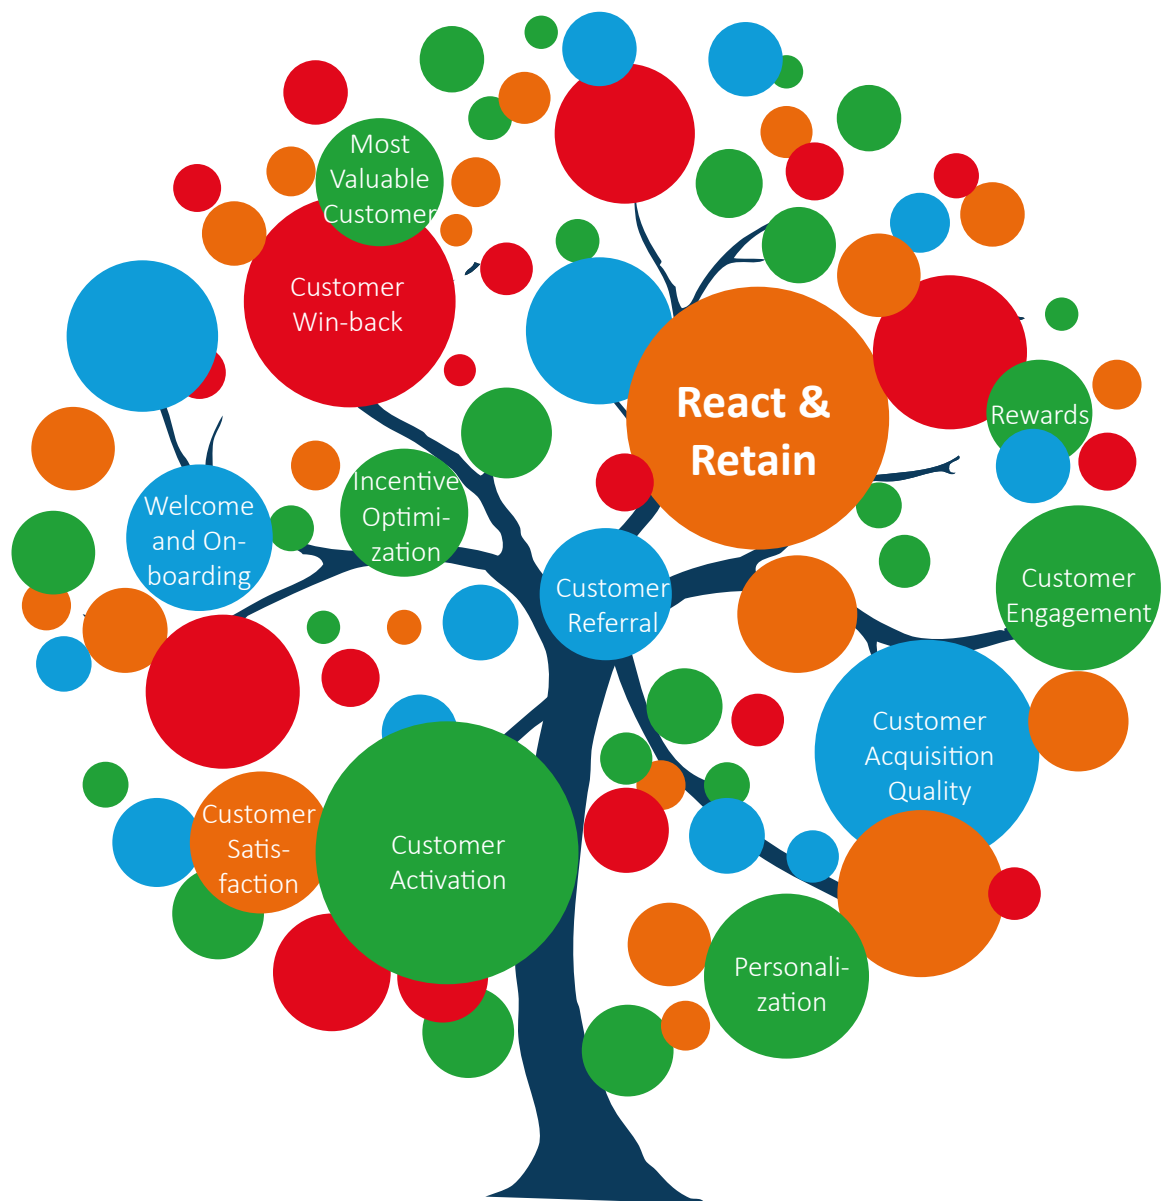 Most
Valuable
Customer
Customer
Win-back
React &
Retain
Rewards
Incentive
Optimi-
zation
Welcome
and On-
boarding
Customer
Referral
Customer
Engagement
Customer
Acquisition
Quality
Customer
Satis-
faction
Customer
Activation
Personali-
zation